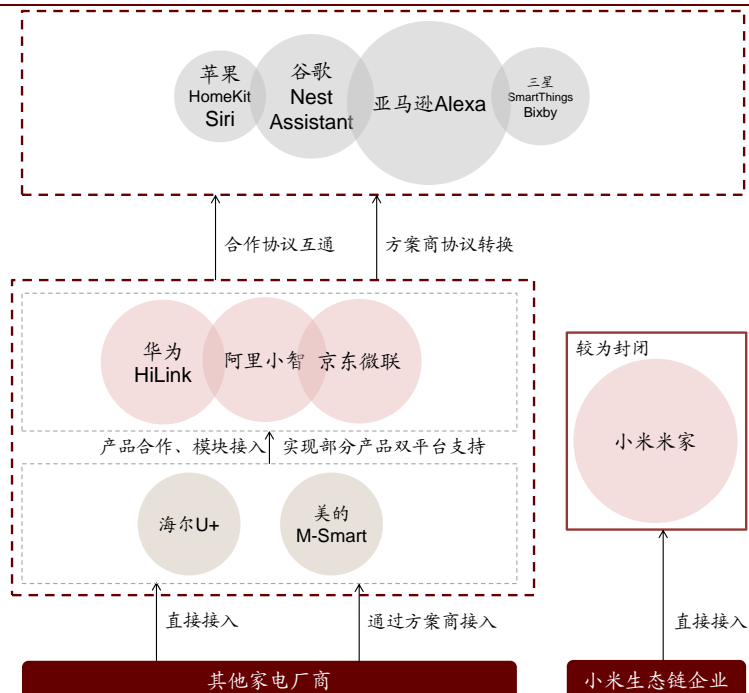 苹果
HomeKit
Siri
谷歌
Nest
Assistant
亚马逊Alexa
三星
SmartThings
Bixby
合作协议互通
方案商协议转换
华为
HiLink
阿里小智
京东微联
较为封闭
小米米家
产品合作、模块接入
实现部分产品双平台支持
海尔U+
美的
M-Smart
直接接入
通过方案商接入
直接接入
其他家电厂商
小米生态链企业